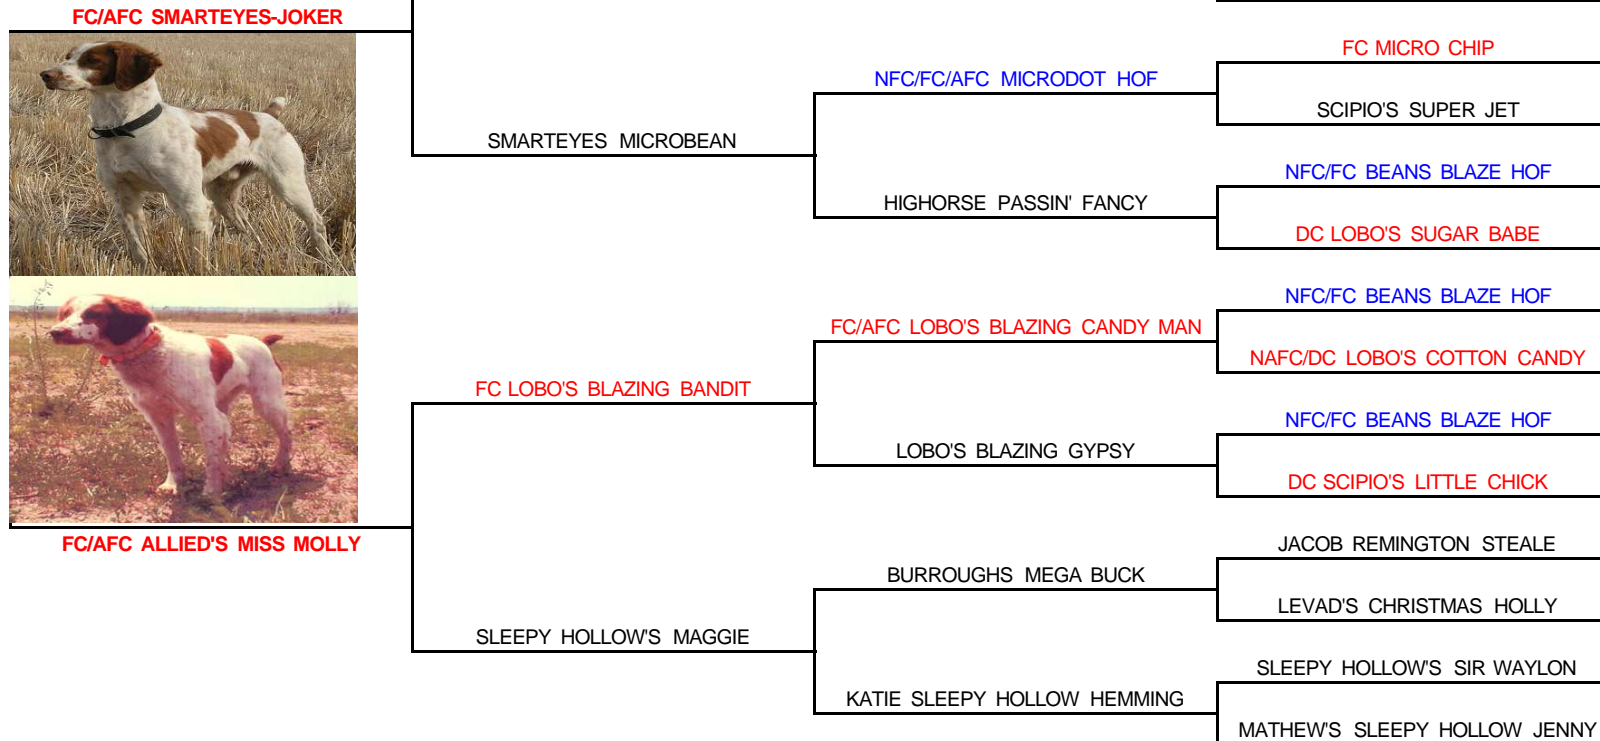 FC/AFC SMARTEYES-JOKER
FC MICRO CHIP
NFC/FC/AFC MICRODOT HOF
SCIPIO'S SUPER JET
SMARTEYES MICROBEAN
NFC/FC BEANS BLAZE HOF
HIGHORSE PASSIN' FANCY
DC LOBO'S SUGAR BABE
NFC/FC BEANS BLAZE HOF
FC/AFC LOBO'S BLAZING CANDY MAN
NAFC/DC LOBO'S COTTON CANDY
FC LOBO'S BLAZING BANDIT
NFC/FC BEANS BLAZE HOF
LOBO'S BLAZING GYPSY
DC SCIPIO'S LITTLE CHICK
FC/AFC ALLIED'S MISS MOLLY
JACOB REMINGTON STEALE
BURROUGHS MEGA BUCK
LEVAD'S CHRISTMAS HOLLY
SLEEPY HOLLOW'S MAGGIE
SLEEPY HOLLOW'S SIR WAYLON
KATIE SLEEPY HOLLOW HEMMING
MATHEW'S SLEEPY HOLLOW JENNY